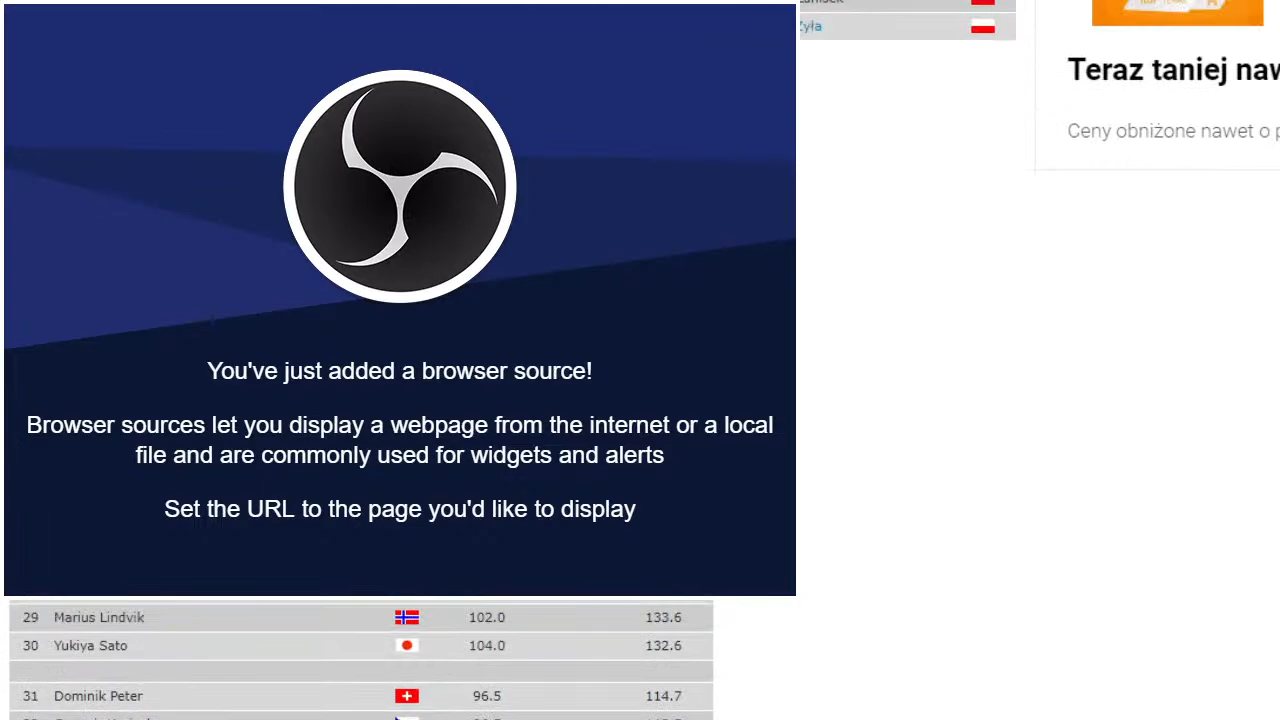 Żyła
Teraz taniej
Ceny obniżone nawet o
You've just added a browser source!
Browser sources let you display a webpage from the internet or a local
file and are commonly used for widgets and alerts
Set the URL to the page you'd like to display
29 Marius Lindvik 102.0 133.6
30 Yukiya Sato 104.0 132.6
31 Dominik Peter 96.5 114.7